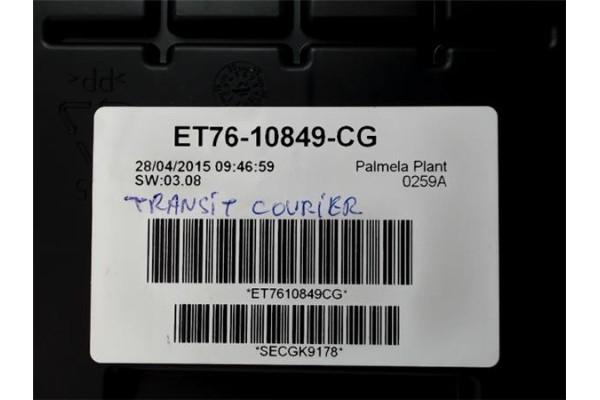 >PP<
ET76-10849-CG
28/04/2015 09:46:59 Palmela Plant
SW:03.08 0259A
TRANSIT COURIER
*ET7610849CG*
*SECGK9178*